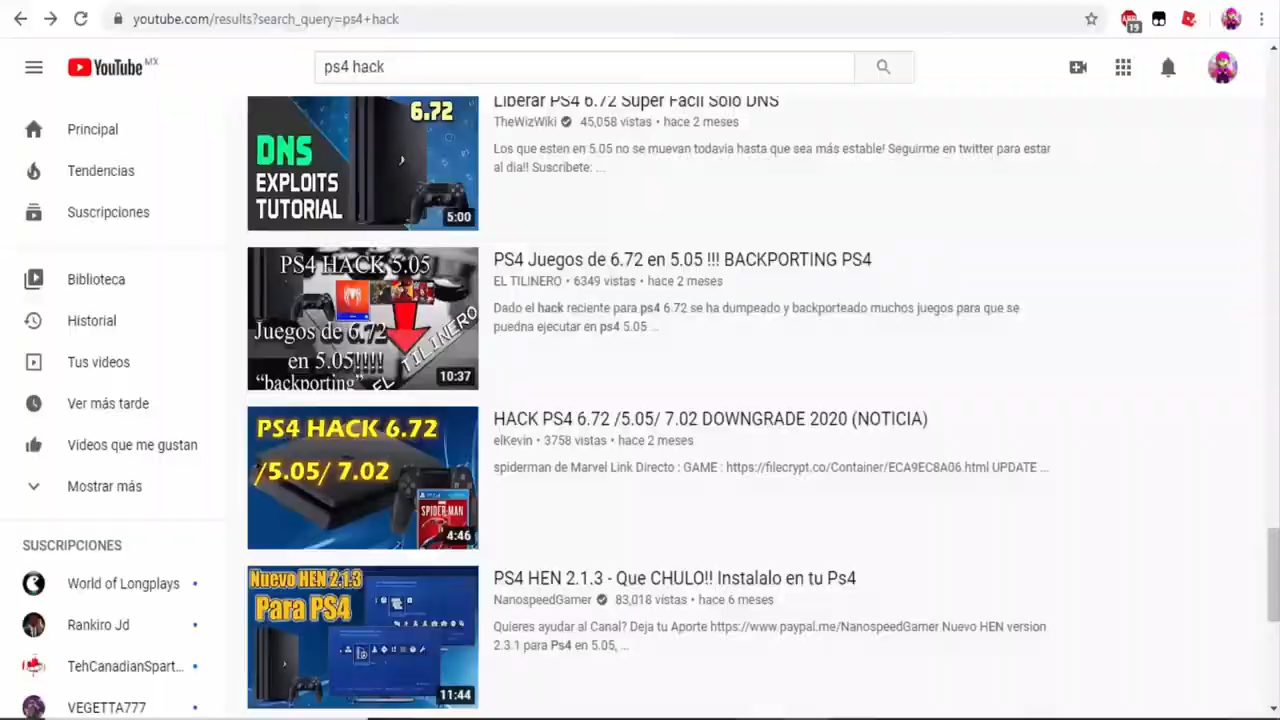 youtube.com/results?search_query=ps4+hack
19
YouTube MX
ps4 hack
Principal
Tendencias
Suscripciones
Biblioteca
Historial
Tus videos
Ver más tarde
Videos que me gustan
Mostrar más
SUSCRIPCIONES
World of Longplays
Rankiro Jd
TehCanadianSpart...
VEGETTA777
6.72
DNS
EXPLOITS
TUTORIAL
5:00
Liberar PS4 6.72 Super Facil Solo DNS
TheWizWiki 45,058 vistas • hace 2 meses
Los que esten en 5.05 no se muevan todavia hasta que sea más estable! Seguirme en twitter para estar
al dia!! Suscribete: ...
PS4 HACK 5.05
Juegos de 6.72
en 5.05!!!!
"backporting"
EL TILINERO
10:37
PS4 Juegos de 6.72 en 5.05 !!! BACKPORTING PS4
EL TILINERO • 6349 vistas • hace 2 meses
Dado el hack reciente para ps4 6.72 se ha dumpeado y backporteado muchos juegos para que se
puedna ejecutar en ps4 5.05 ...
PS4 HACK 6.72
/5.05/ 7.02
SPIDER-MAN
4:46
HACK PS4 6.72 /5.05/ 7.02 DOWNGRADE 2020 (NOTICIA)
elKevin • 3758 vistas • hace 2 meses
spiderman de Marvel Link Directo : GAME : https://filecrypt.co/Container/ECA9EC8A06.html UPDATE ...
Nuevo HEN 2.1.3
Para PS4
11:44
PS4 HEN 2.1.3 - Que CHULO!! Instalalo en tu Ps4
NanospeedGamer 83,018 vistas • hace 6 meses
Quieres ayudar al Canal? Deja tu Aporte https://www.paypal.me/NanospeedGamer Nuevo HEN version
2.3.1 para Ps4 en 5.05, ...